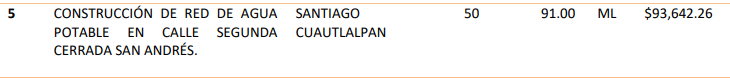 5 CONSTRUCCIÓN DE RED DE AGUA SANTIAGO 50 91.00 ML $93,642.26
POTABLE EN CALLE SEGUNDA CUAUTLALPAN
CERRADA SAN ANDRÉS.